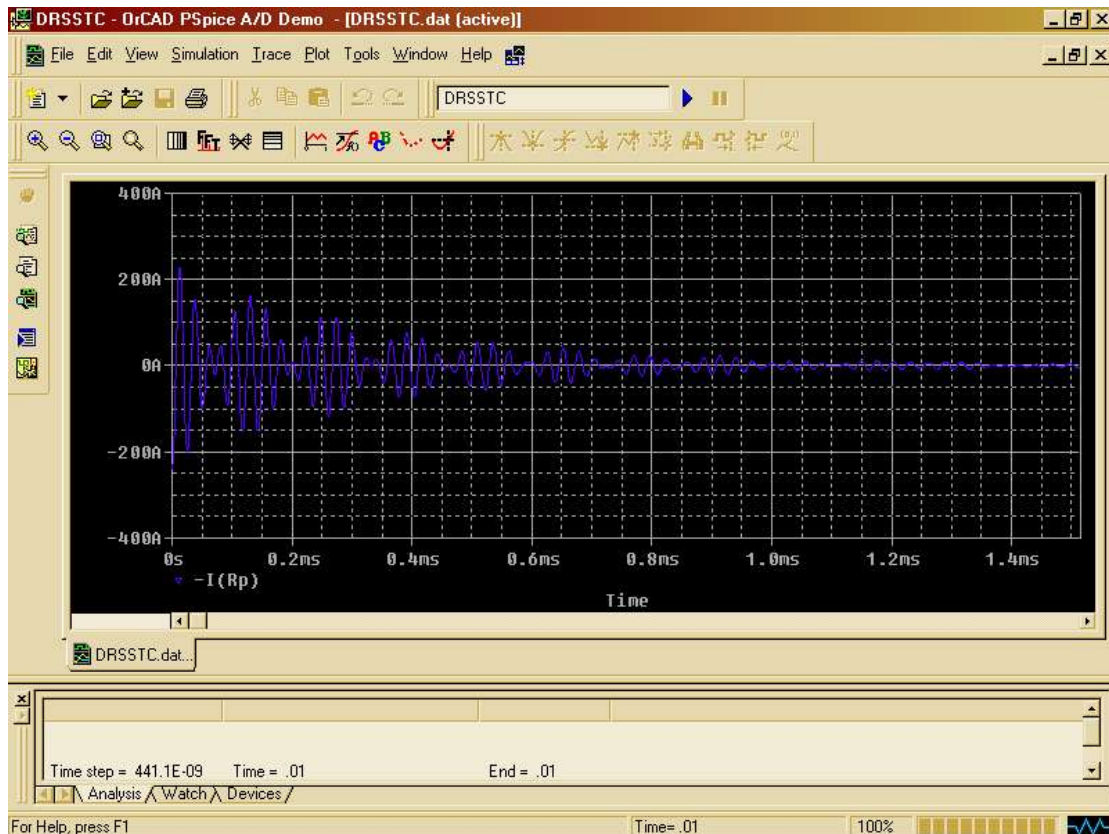 DRSSTC - OrCAD PSpice A/D Demo - [DRSSTC.dat (active)]
File Edit View Simulation Trace Plot Tools Window Help
DRSSTC
FFT
ABC
400A
200A
0A
-200A
-400A
0s 0.2ms 0.4ms 0.6ms 0.8ms 1.0ms 1.2ms 1.4ms
-I(Rp)
Time
DRSSTC.dat...
Time step = 441.1E-09 Time = .01 End = .01
Analysis Watch Devices
For Help, press F1 Time= .01 100%